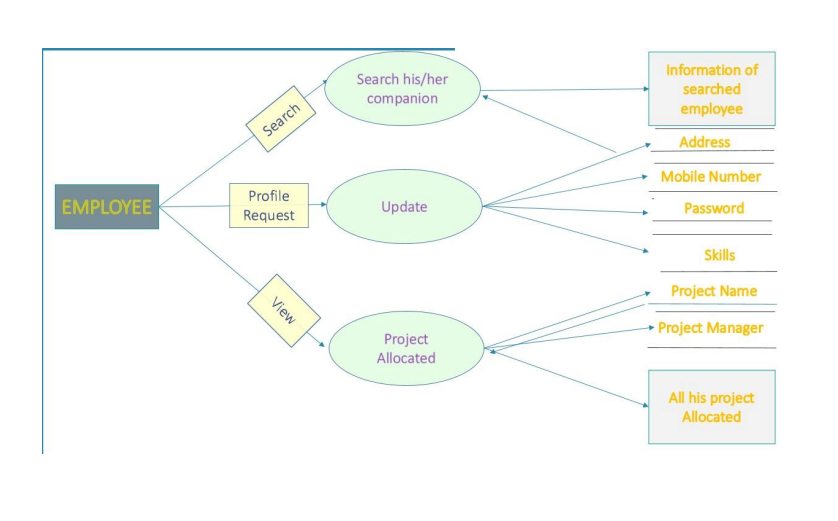 Search his/her
companion
Information of
searched
employee
Search
Address
Mobile Number
EMPLOYEE
Profile
Request
Update
Password
Skills
View
Project Name
Project
Allocated
Project Manager
All his project
Allocated